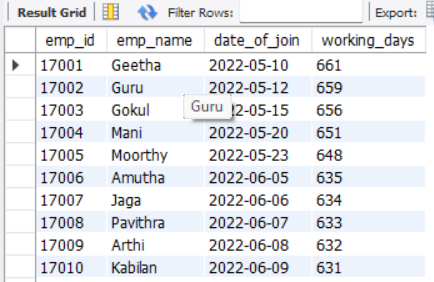 Result Grid Filter Rows: Export:
emp_id emp_name date_of_join working_days
17001 Geetha 2022-05-10 661
17002 Guru 2022-05-12 659
17003 Gokul 2022-05-15 656
Guru
17004 Mani 2022-05-20 651
17005 Moorthy 2022-05-23 648
17006 Amutha 2022-06-05 635
17007 Jaga 2022-06-06 634
17008 Pavithra 2022-06-07 633
17009 Arthi 2022-06-08 632
17010 Kabilan 2022-06-09 631